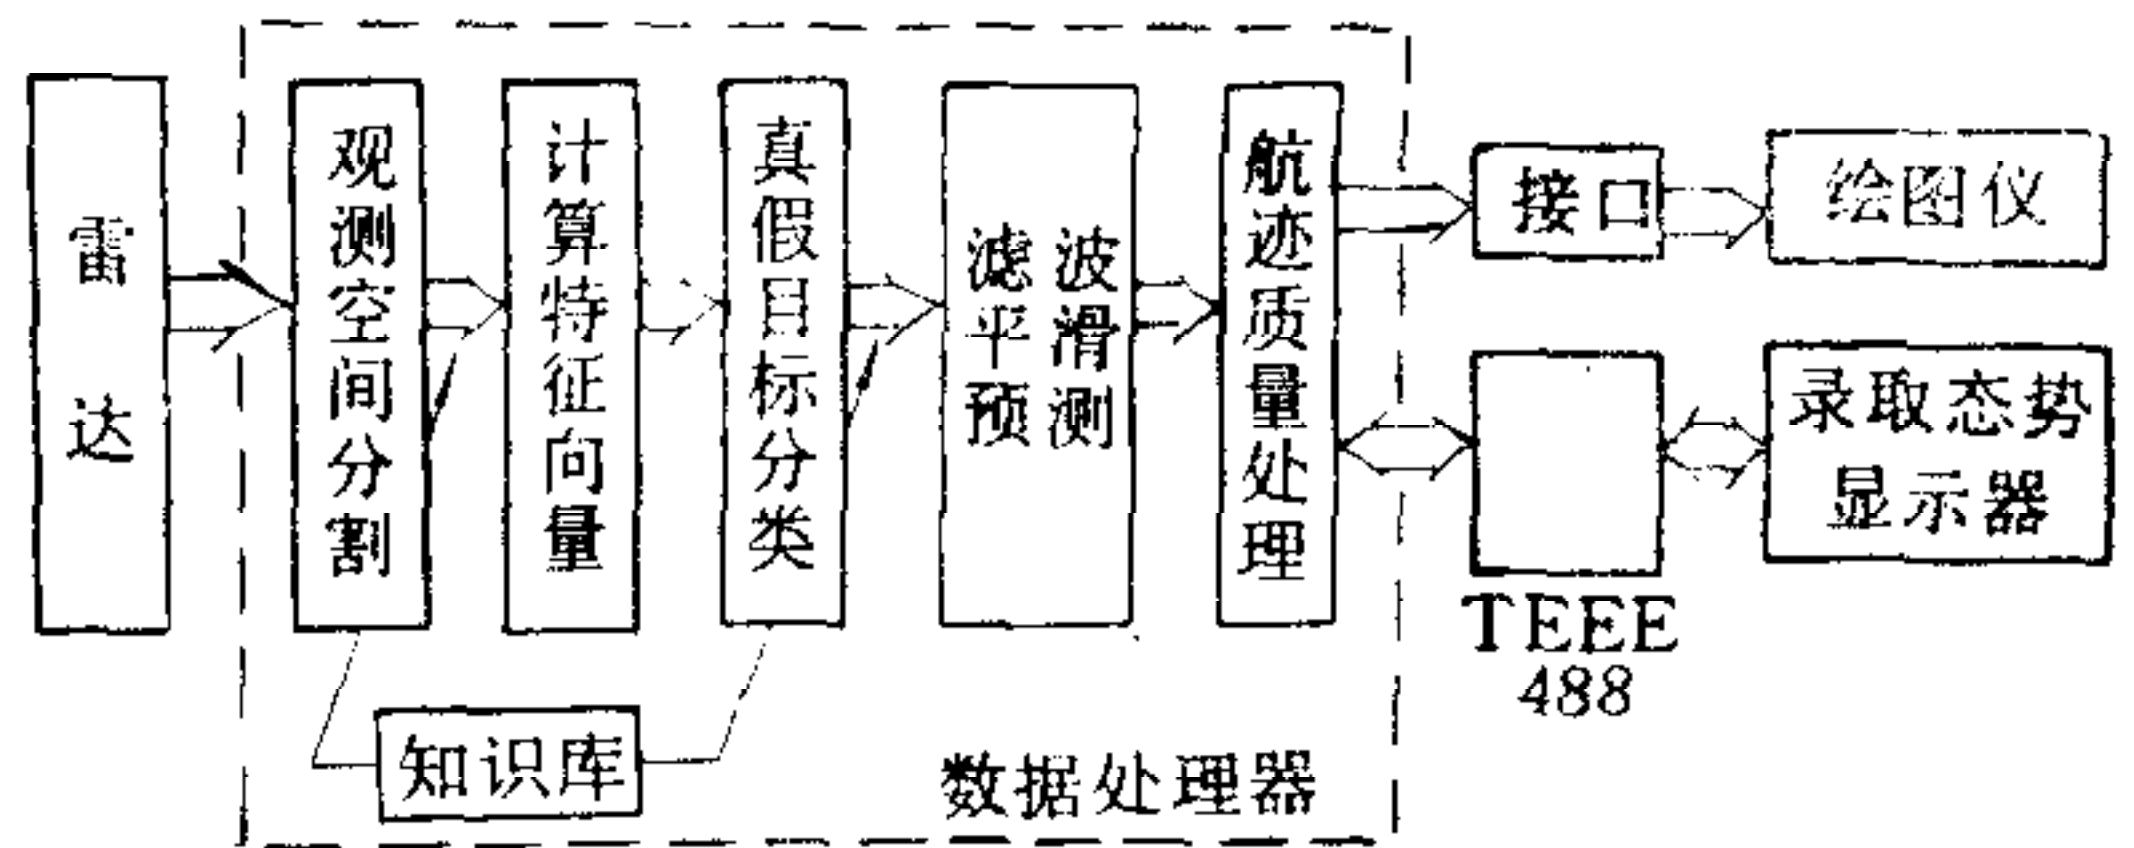 雷达
观测空间分割
计算特征向量
真假目标分类
滤波
平滑
预测
航迹质量处理
接口
绘图仪
录取态势
显示器
TEEE
488
知识库
数据处理器